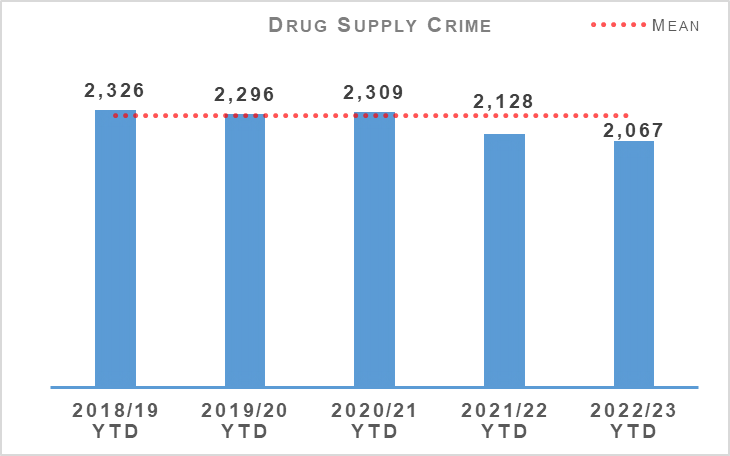 DRUG SUPPLY CRIME
MEAN
2,326
2,296
2,309
2,128
2,067
2018/19 YTD
2019/20 YTD
2020/21 YTD
2021/22 YTD
2022/23 YTD